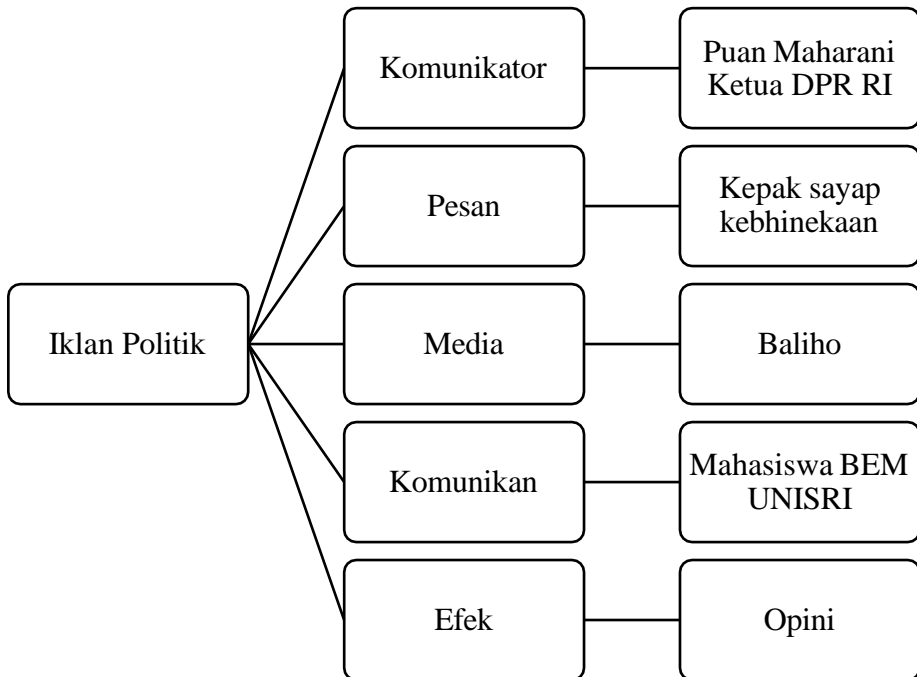 Komunikator
Puan Maharani
Ketua DPR RI
Pesan
Kepak sayap
kebhinekaan
Iklan Politik
Media
Baliho
Komunikan
Mahasiswa BEM
UNISRI
Efek
Opini